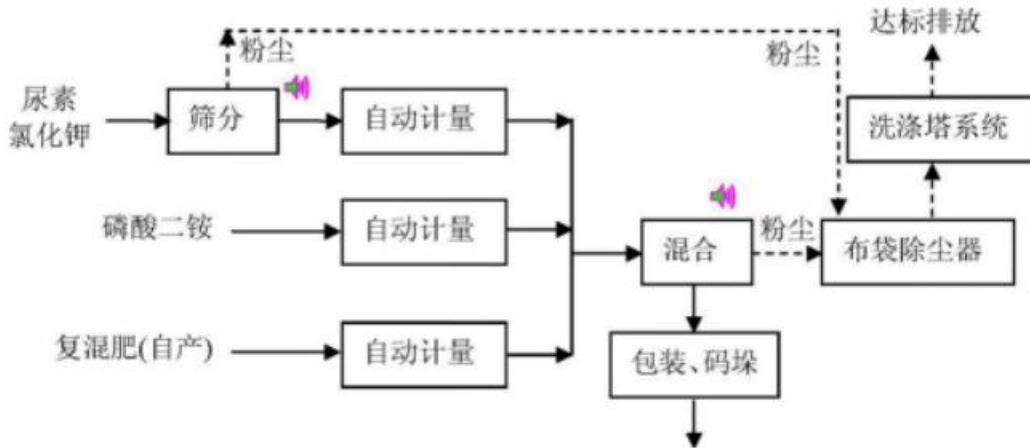 达标排放
粉尘
粉尘
尿素
氯化钾
筛分
自动计量
洗涤塔系统
磷酸二铵
自动计量
混合
粉尘
布袋除尘器
复混肥(自产)
自动计量
包装、码垛